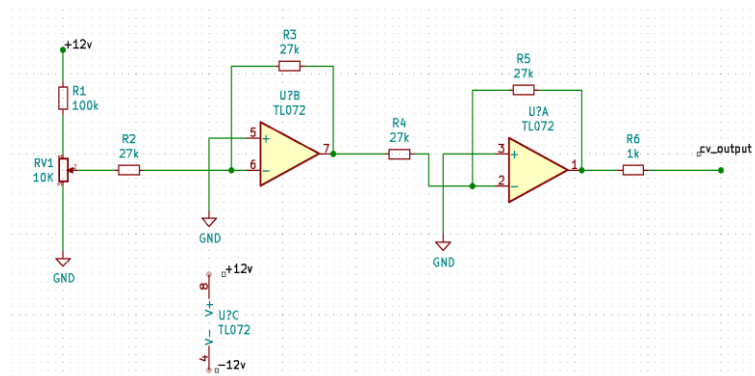 +12v
R1
100k
RV1
10K
GND
R2
27k
R3
27k
U?B
TL072
5
+
6
−
7
GND
R4
27k
R5
27k
U?A
TL072
3
+
2
−
1
GND
R6
1k
cv_output
+12v
8
V+
U?C
TL072
V−
4
-12v